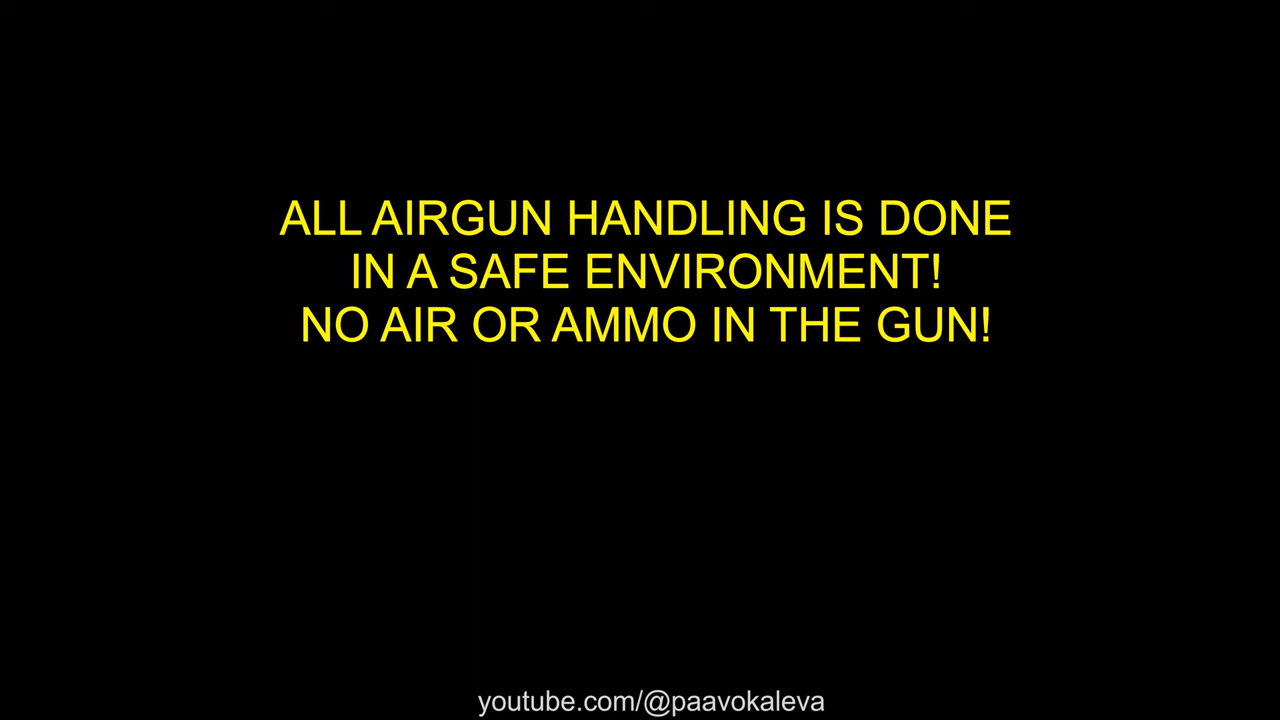 ALL AIRGUN HANDLING IS DONE
IN A SAFE ENVIRONMENT!
NO AIR OR AMMO IN THE GUN!
youtube.com/@paavokaleva